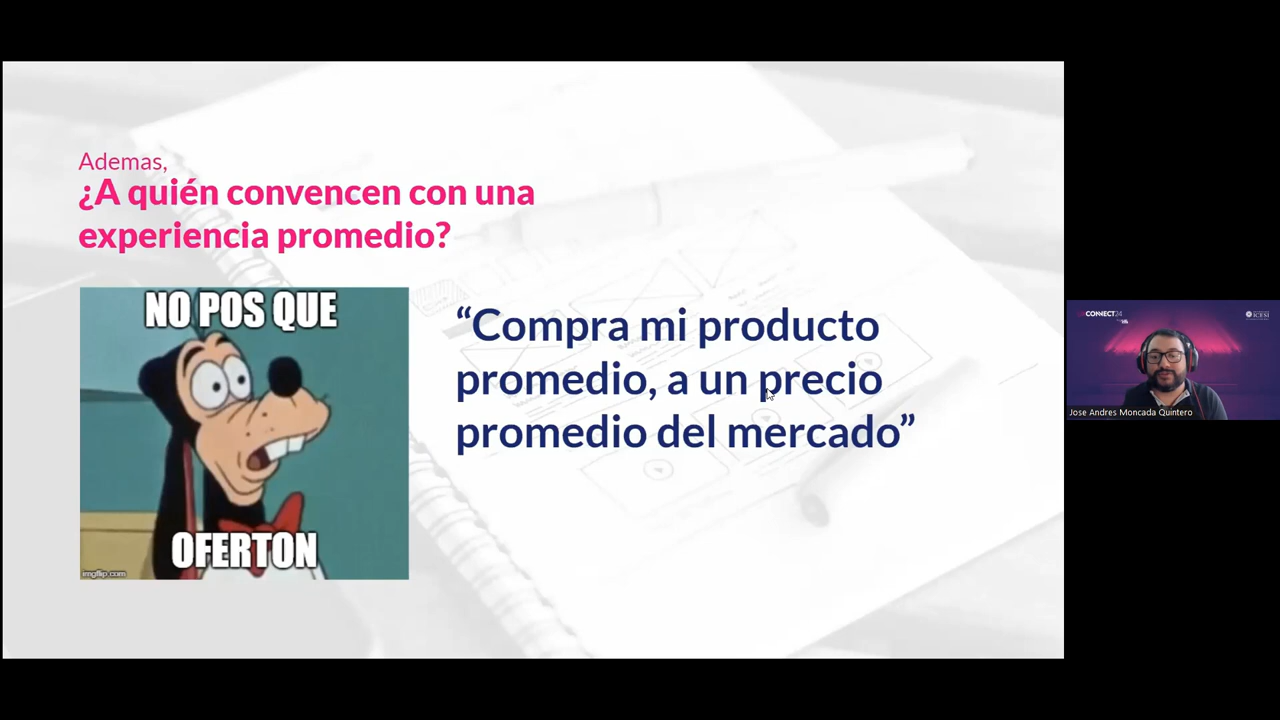 Ademas,
¿A quién convencen con una
experiencia promedio?
NO POS QUE
OFERTON
imgflip.com
“Compra mi producto
promedio, a un precio
promedio del mercado”
CONNECT24
Jose Andres Moncada Quintero